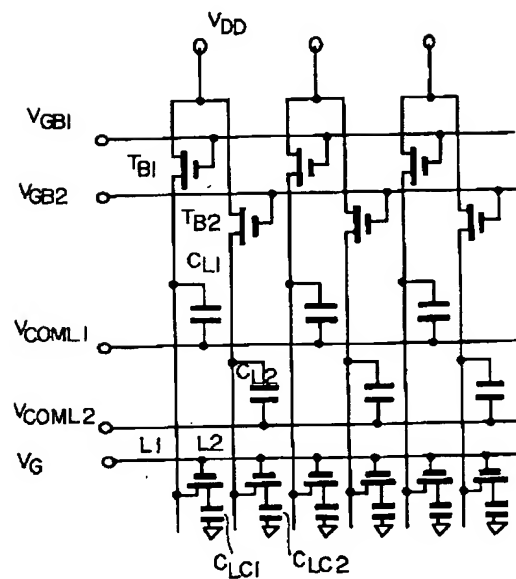 VDD
VGB1
TB1
VGB2
TB2
CL1
VCOML1
CL2
VCOML2
L1 L2
VG
CLC1 CLC2